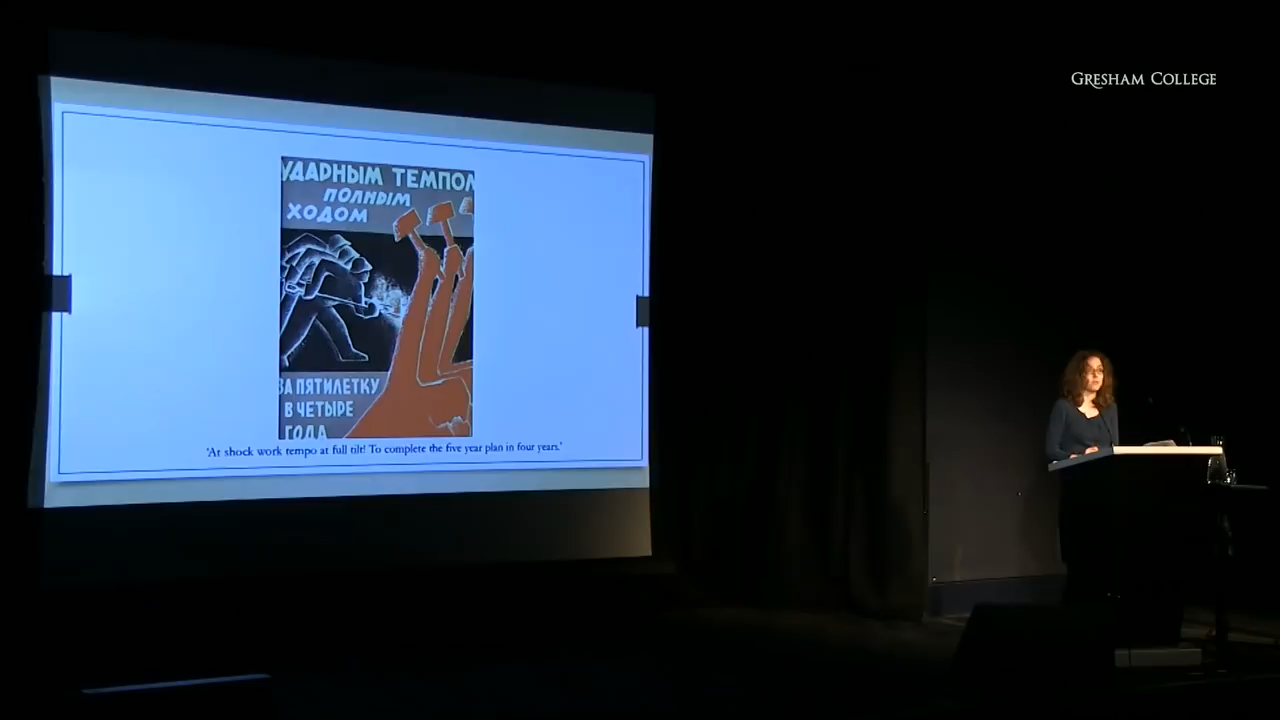 GRESHAM COLLEGE
УДАРНЫМ ТЕМПОМ
ПОЛНЫМ
ХОДОМ
ЗА ПЯТИЛЕТКУ
В ЧЕТЫРЕ
ГОДА
'At shock work tempo at full tilt! To complete the five year plan in four years.'